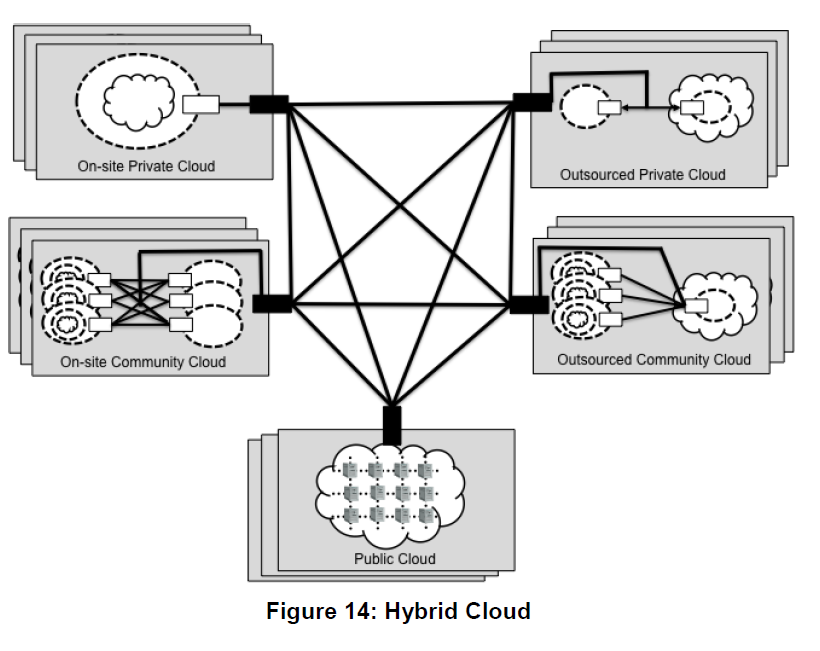 On-site Private Cloud
Outsourced Private Cloud
On-site Community Cloud
Outsourced Community Cloud
Public Cloud
Figure 14: Hybrid Cloud